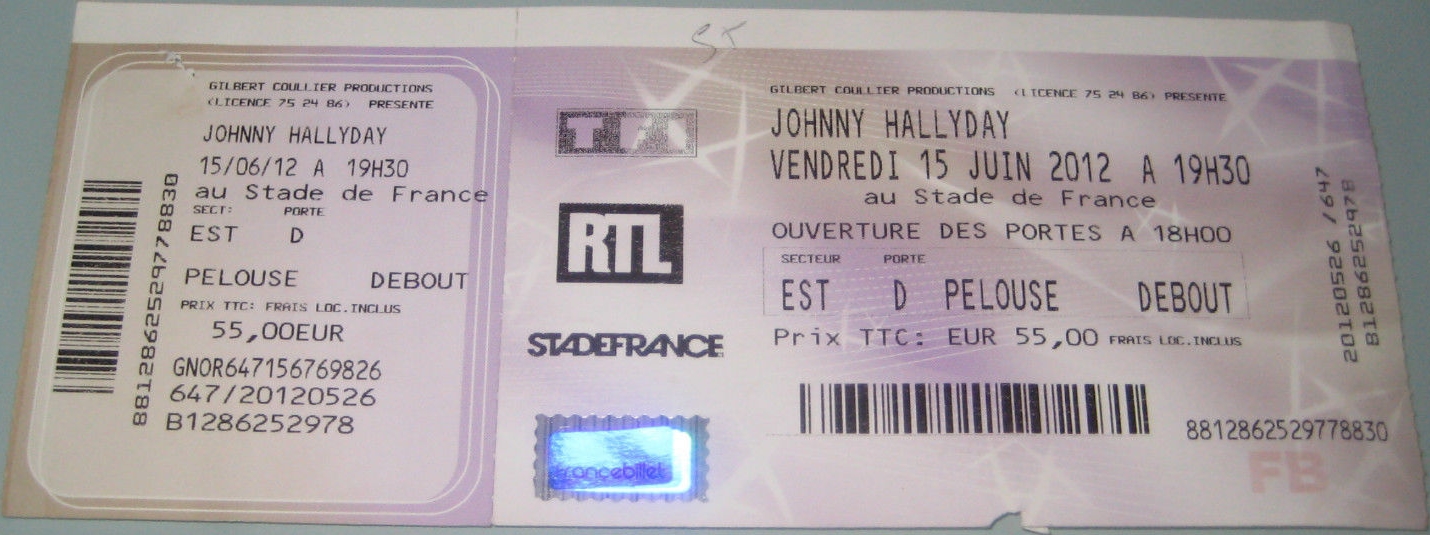 ST
GILBERT COULLIER PRODUCTIONS
(LICENCE 75 24 86) PRESENTE
JOHNNY HALLYDAY
15/06/12 A 19H30
au Stade de France
SECT: PORTE
EST D
PELOUSE DEBOUT
PRIX TTC: FRAIS LOC.INCLUS
55,00EUR
GNOR647156769826
647/20120526
B1286252978
8812862529778830
TF1
RTL
STADEFRANCE
francebillet
GILBERT COULLIER PRODUCTIONS (LICENCE 75 24 86) PRESENTE
JOHNNY HALLYDAY
VENDREDI 15 JUIN 2012 A 19H30
au Stade de France
OUVERTURE DES PORTES A 18H00
SECTEUR PORTE
EST D PELOUSE DEBOUT
Prix TTC: EUR 55,00 FRAIS LOC.INCLUS
8812862529778830
FB
20120526 /647
B1286252978